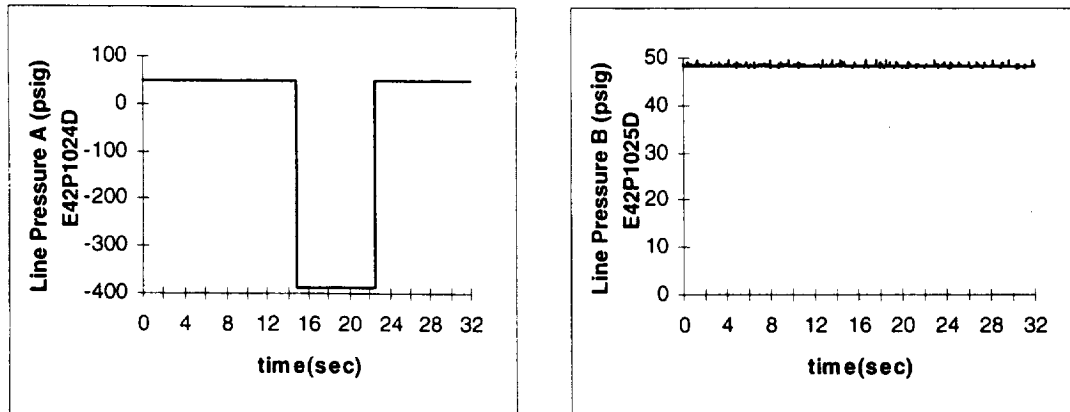 Line Pressure A (psig)
E42P1024D
100
0
-100
-200
-300
-400
0 4 8 12 16 20 24 28 32
time(sec)
Line Pressure B (psig)
E42P1025D
50
40
30
20
10
0
0 4 8 12 16 20 24 28 32
time(sec)